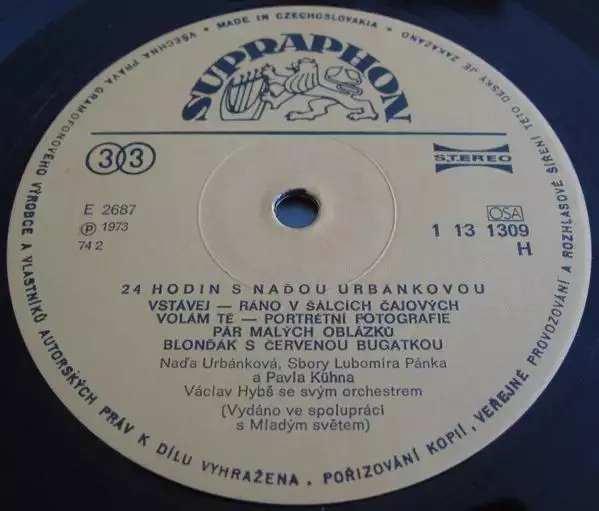 MADE IN CZECHOSLOVAKIA • VŠECHNA PRÁVA GRAMOFONOVÉHO VÝROBCE A VLASTNÍKŮ AUTORSKÝCH PRÁV K DÍLU VYHRAŽENA. POŘIZOVÁNÍ KOPIÍ, VEŘEJNÉ PROVOZOVÁNÍ A ROZHLASOVÉ ŠÍŘENÍ TÉTO DESKY JE ZAKÁZÁNO •
SUPRAPHON
33
STEREO
E 2687
℗ 1973
74 2
OSA
1 13 1309
H
24 HODIN S NAĎOU URBÁNKOVOU
VSTÁVEJ — RÁNO V ŠÁLCÍCH ČAJOVÝCH
VOLÁM TĚ — PORTRÉTNÍ FOTOGRAFIE
PÁR MALÝCH OBLÁZKŮ
BLONĎÁK S ČERVENOU BUGATKOU
Naďa Urbánková, Sbory Lubomíra Pánka
a Pavla Kühna
Václav Hybš se svým orchestrem
(Vydáno ve spolupráci
s Mladým světem)